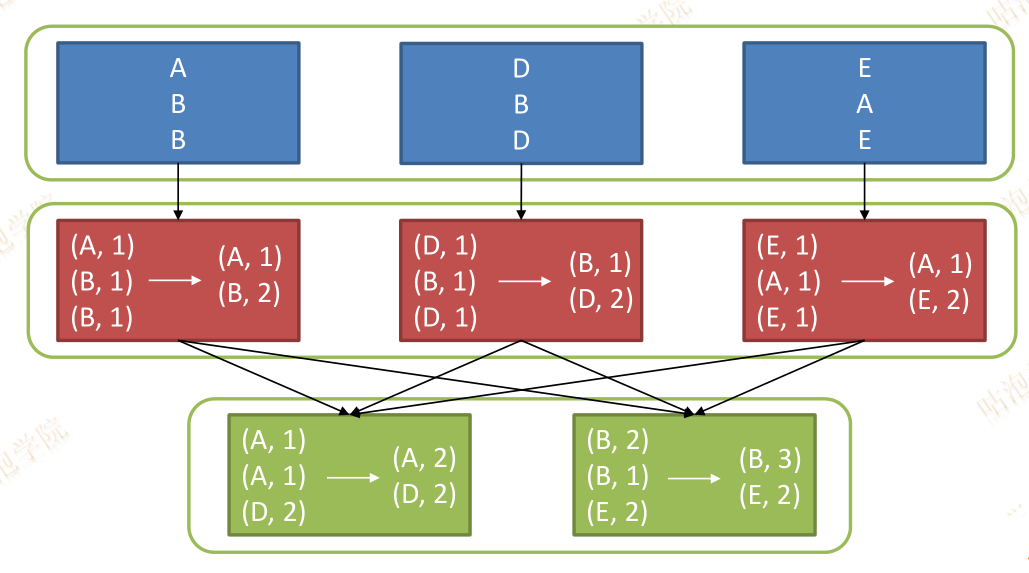 A
B
B
D
B
D
E
A
E
(A, 1)
(B, 1)
(B, 1)
(A, 1)
(B, 2)
(D, 1)
(B, 1)
(D, 1)
(B, 1)
(D, 2)
(E, 1)
(A, 1)
(E, 1)
(A, 1)
(E, 2)
(A, 1)
(A, 1)
(D, 2)
(A, 2)
(D, 2)
(B, 2)
(B, 1)
(E, 2)
(B, 3)
(E, 2)